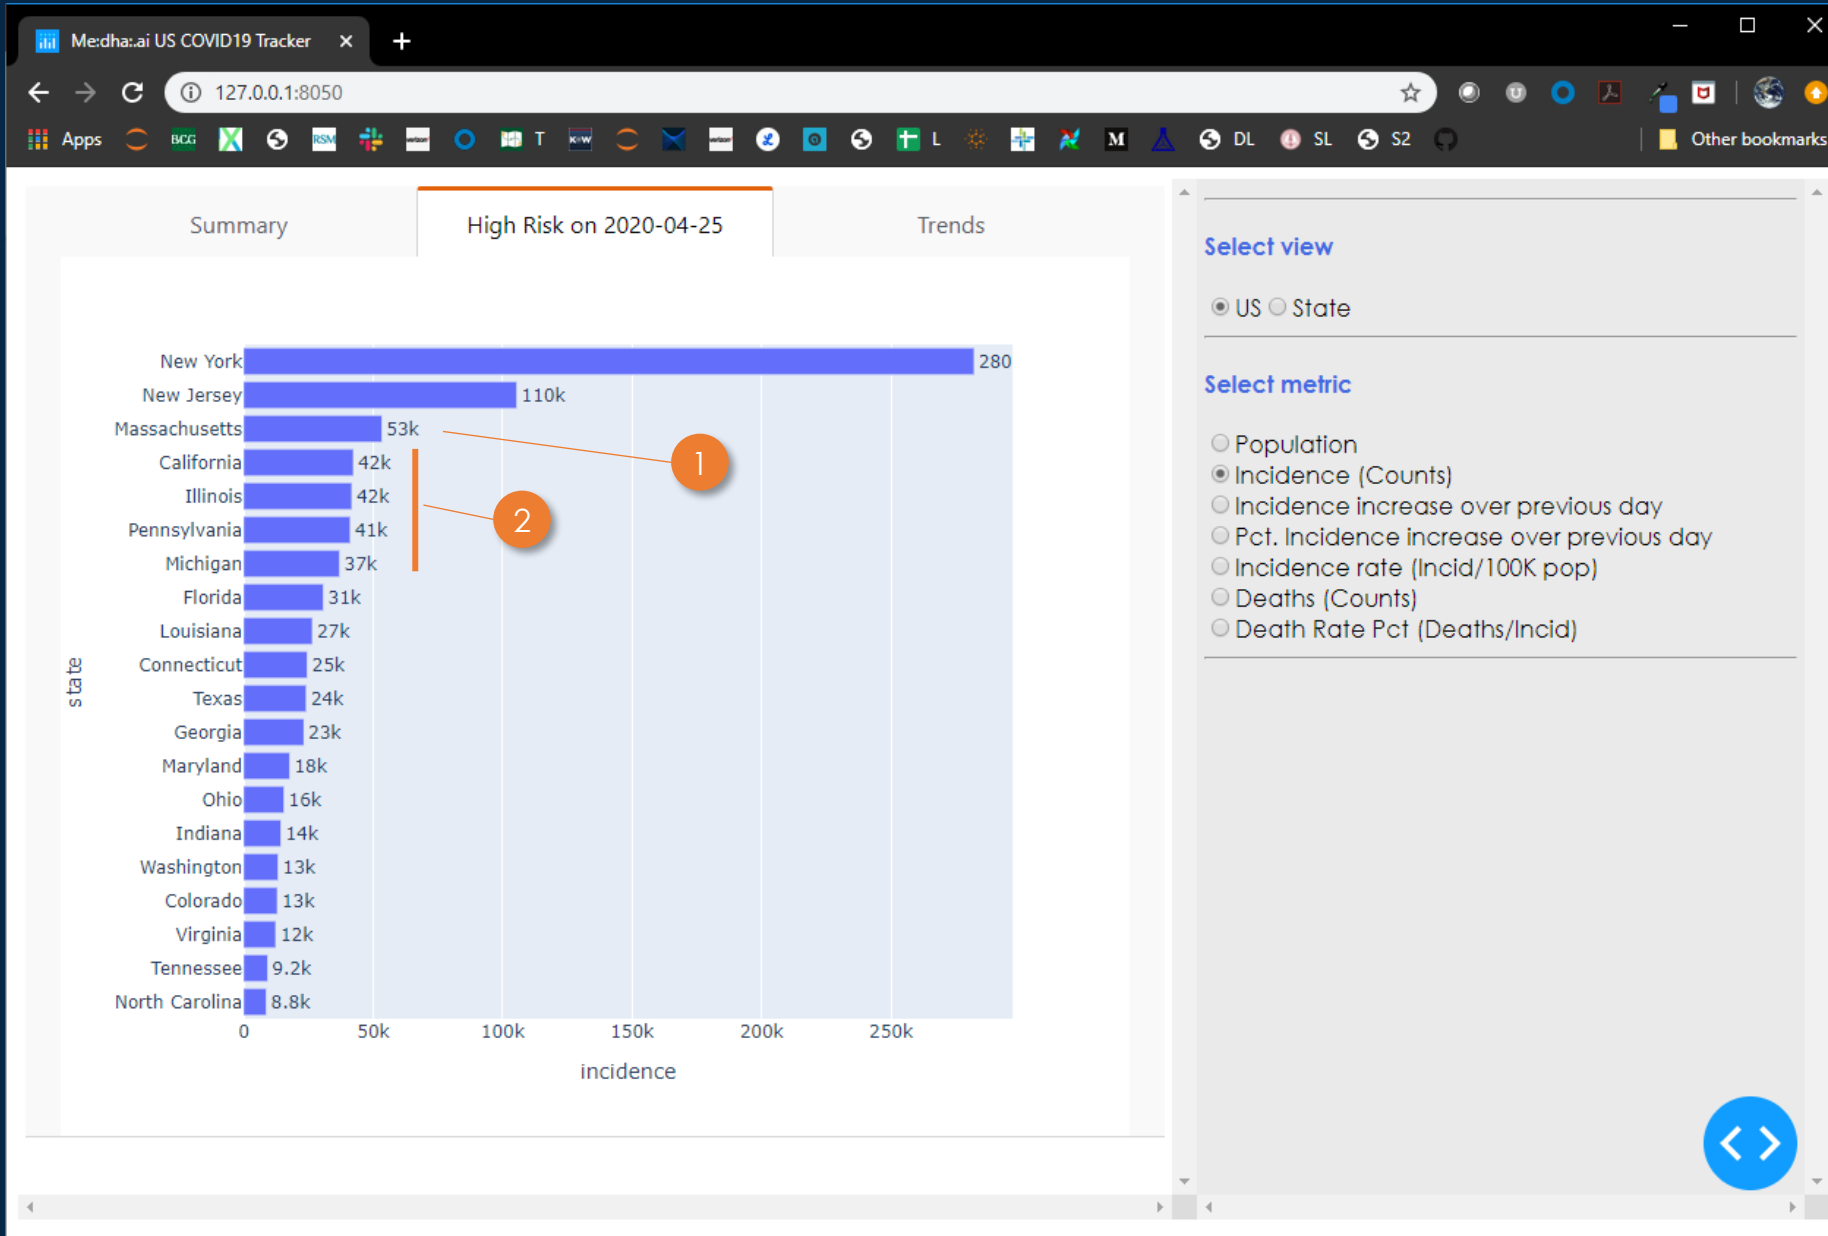 Me:dha:.ai US COVID19 Tracker
127.0.0.1:8050
Apps BCG RSM verizon T K≡W verizon L M DL SL S2 Other bookmarks
Summary High Risk on 2020-04-25 Trends
New York 280
New Jersey 110k
Massachusetts 53k
California 42k
Illinois 42k
Pennsylvania 41k
Michigan 37k
Florida 31k
Louisiana 27k
Connecticut 25k
Texas 24k
Georgia 23k
Maryland 18k
Ohio 16k
Indiana 14k
Washington 13k
Colorado 13k
Virginia 12k
Tennessee 9.2k
North Carolina 8.8k
0 50k 100k 150k 200k 250k
incidence
state
1
2
Select view
US State
Select metric
Population
Incidence (Counts)
Incidence increase over previous day
Pct. Incidence increase over previous day
Incidence rate (Incid/100K pop)
Deaths (Counts)
Death Rate Pct (Deaths/Incid)